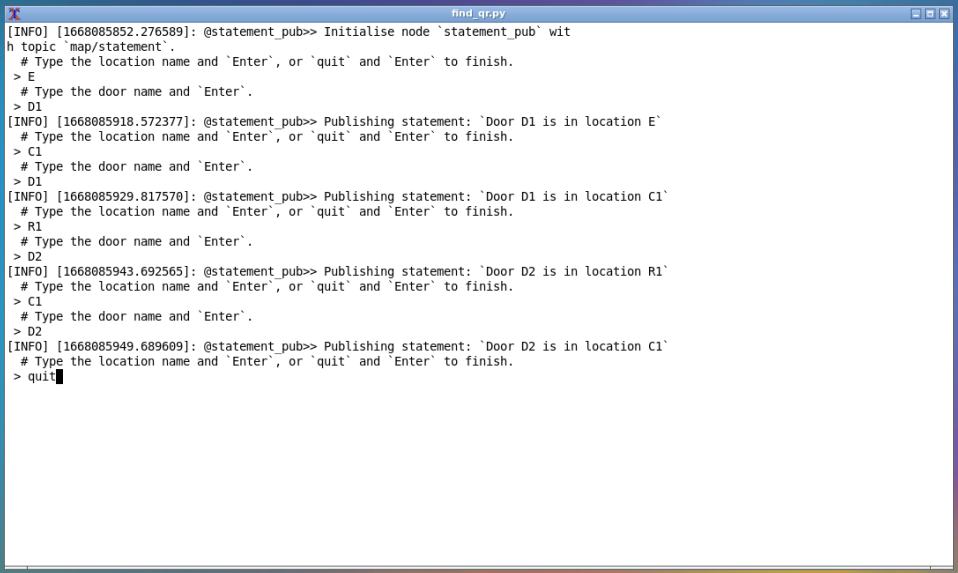 find_qr.py
[INFO] [1668085852.276589]: @statement_pub>> Initialise node `statement_pub` wit
h topic `map/statement`.
  # Type the location name and `Enter`, or `quit` and `Enter` to finish.
 > E
  # Type the door name and `Enter`.
 > D1
[INFO] [1668085918.572377]: @statement_pub>> Publishing statement: `Door D1 is in location E`
  # Type the location name and `Enter`, or `quit` and `Enter` to finish.
 > C1
  # Type the door name and `Enter`.
 > D1
[INFO] [1668085929.817570]: @statement_pub>> Publishing statement: `Door D1 is in location C1`
  # Type the location name and `Enter`, or `quit` and `Enter` to finish.
 > R1
  # Type the door name and `Enter`.
 > D2
[INFO] [1668085943.692565]: @statement_pub>> Publishing statement: `Door D2 is in location R1`
  # Type the location name and `Enter`, or `quit` and `Enter` to finish.
 > C1
  # Type the door name and `Enter`.
 > D2
[INFO] [1668085949.689609]: @statement_pub>> Publishing statement: `Door D2 is in location C1`
  # Type the location name and `Enter`, or `quit` and `Enter` to finish.
 > quit